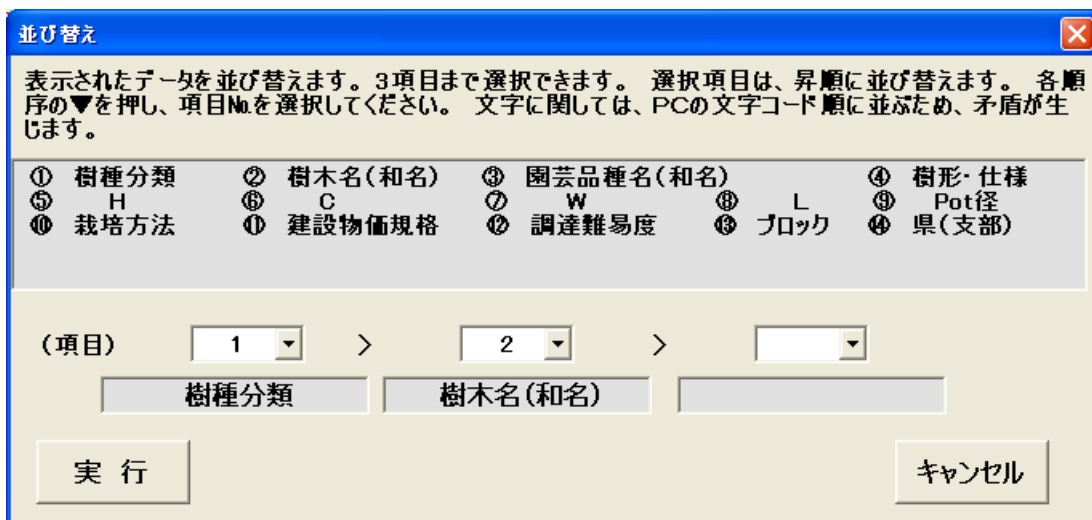 並び替え
表示されたデータを並び替えます。3項目まで選択できます。 選択項目は、昇順に並び替えます。 各順
序の▼を押し、項目№を選択してください。 文字に関しては、PCの文字コード順に並ぶため、矛盾が生
じます。
① 樹種分類 ② 樹木名(和名) ③ 園芸品種名(和名) ④ 樹形・仕様
⑤ H ⑥ C ⑦ W ⑧ L ⑨ Pot径
⑩ 栽培方法 ⑪ 建設物価規格 ⑫ 調達難易度 ⑬ ブロック ⑭ 県(支部)
(項目) 1 > 2 >
樹種分類 樹木名(和名)
実 行 キャンセル